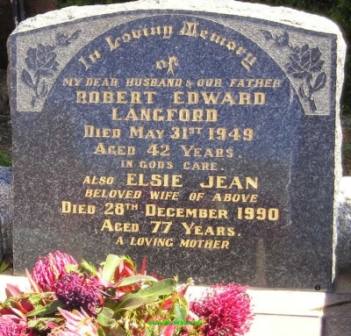 In Loving Memory
of
MY DEAR HUSBAND & OUR FATHER
ROBERT EDWARD
LANGFORD
DIED MAY 31ST 1949
AGED 42 YEARS.
IN GODS CARE.
ALSO ELSIE JEAN
BELOVED WIFE OF ABOVE
DIED 28TH DECEMBER 1990
AGED 77 YEARS.
A LOVING MOTHER